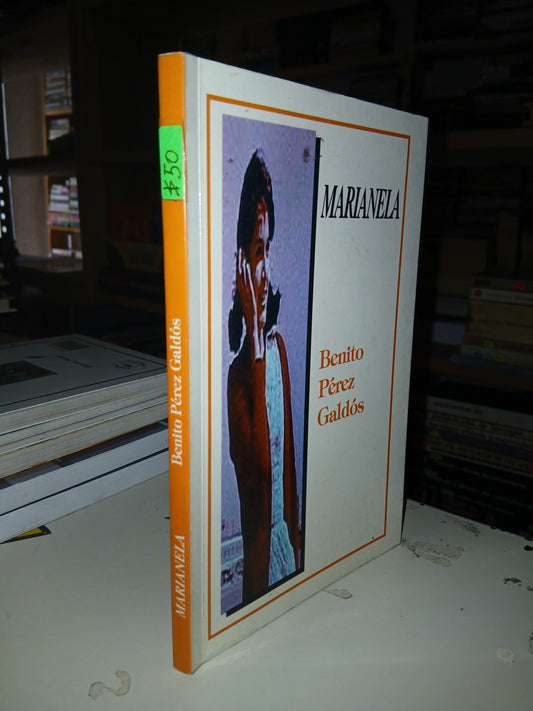 $50
Benito Pérez Galdós
MARIANELA
MARIANELA
Benito
Pérez
Galdós